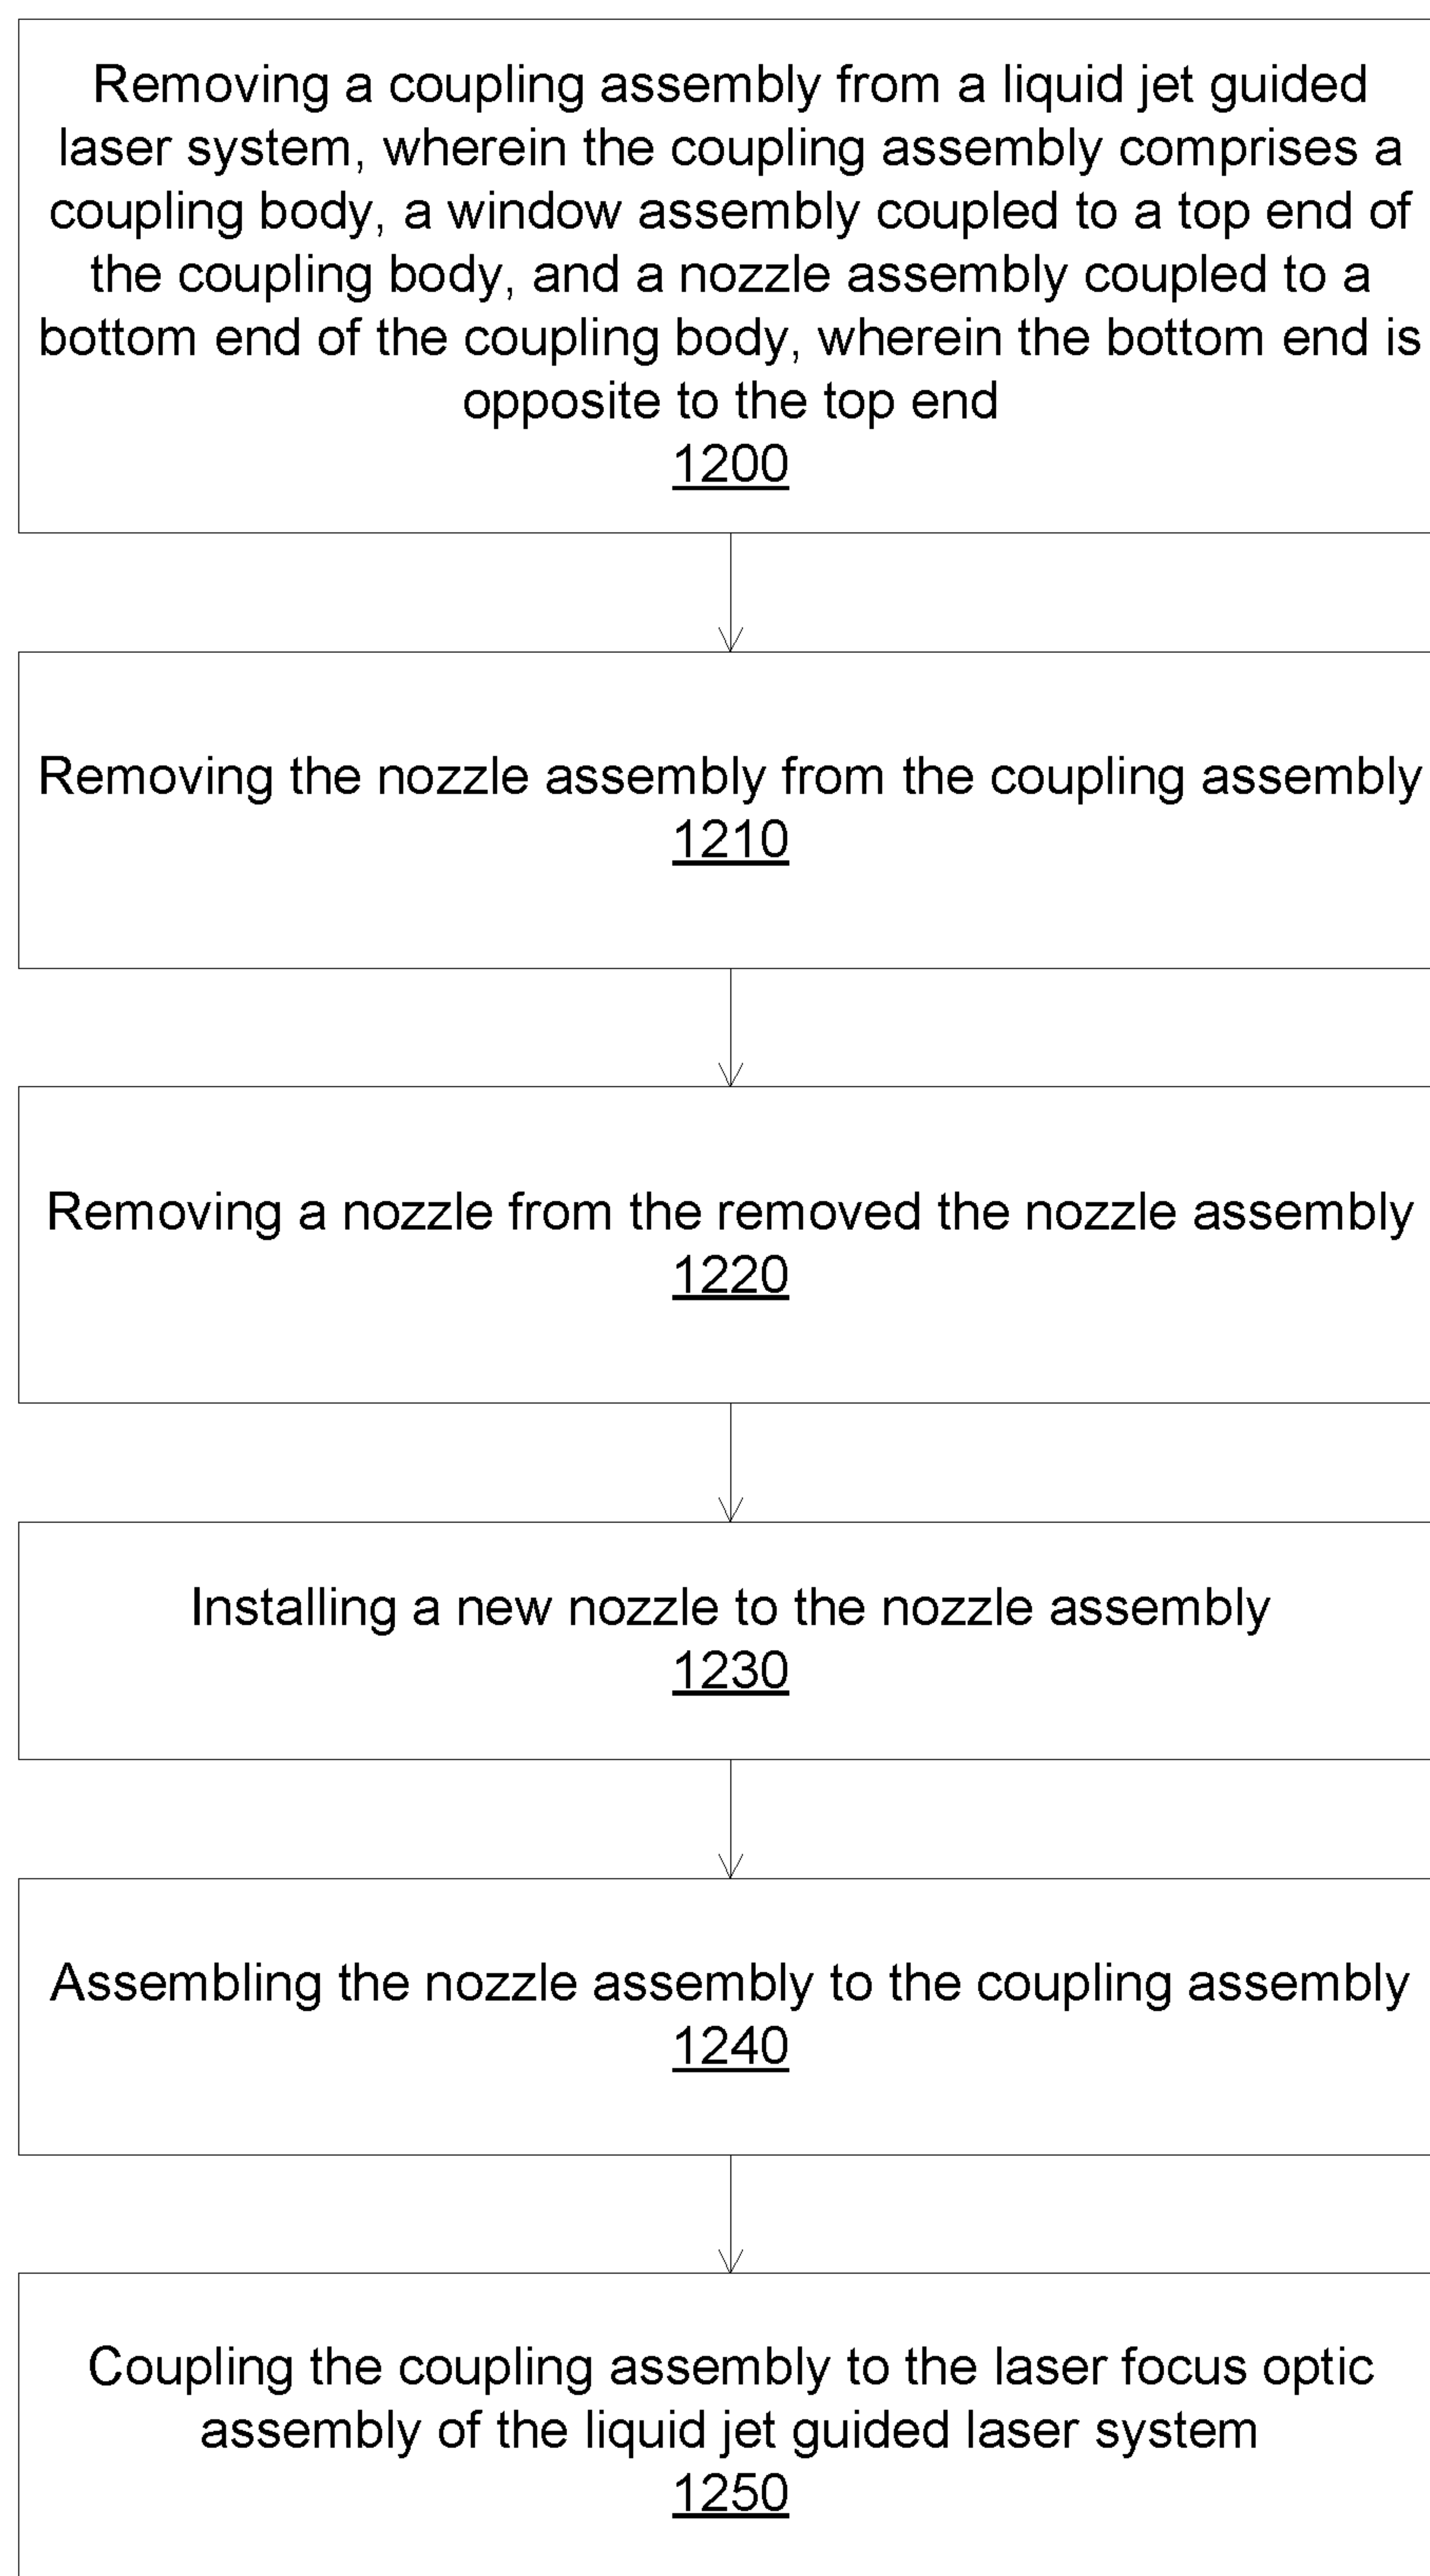 Removing a coupling assembly from a liquid jet guided
laser system, wherein the coupling assembly comprises a
coupling body, a window assembly coupled to a top end of
the coupling body, and a nozzle assembly coupled to a
bottom end of the coupling body, wherein the bottom end is
opposite to the top end
1200
Removing the nozzle assembly from the coupling assembly
1210
Removing a nozzle from the removed the nozzle assembly
1220
Installing a new nozzle to the nozzle assembly
1230
Assembling the nozzle assembly to the coupling assembly
1240
Coupling the coupling assembly to the laser focus optic
assembly of the liquid jet guided laser system
1250